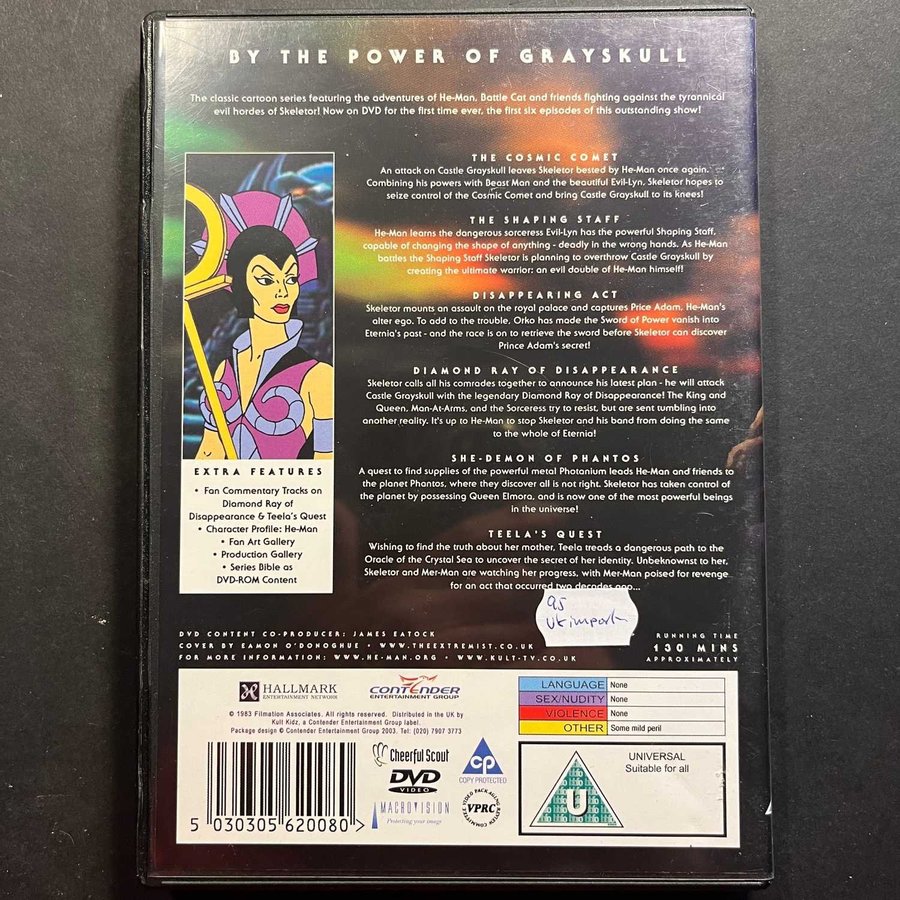 BY THE POWER OF GRAYSKULL
The classic cartoon series featuring the adventures of He-Man, Battle Cat and friends fighting against the tyrannical
evil hordes of Skeletor! Now on DVD for the first time ever, the first six episodes of this outstanding show!
THE COSMIC COMET
An attack on Castle Grayskull leaves Skeletor bested by He-Man once again.
Combining his powers with Beast Man and the beautiful Evil-Lyn, Skeletor hopes to
seize control of the Cosmic Comet and bring Castle Grayskull to its knees!
THE SHAPING STAFF
He-Man learns the dangerous sorceress Evil-Lyn has the powerful Shaping Staff,
capable of changing the shape of anything - deadly in the wrong hands. As He-Man
battles the Shaping Staff Skeletor is planning to overthrow Castle Grayskull by
creating the ultimate warrior: an evil double of He-Man himself!
DISAPPEARING ACT
Skeletor mounts an assault on the royal palace and captures Price Adam, He-Man's
alter ego. To add to the trouble, Orko has made the Sword of Power vanish into
Eternia's past - and the race is on to retrieve the sword before Skeletor can discover
Prince Adam's secret!
DIAMOND RAY OF DISAPPEARANCE
Skeletor calls all his comrades together to announce his latest plan - he will attack
Castle Grayskull with the legendary Diamond Ray of Disappearance! The King and
Queen, Man-At-Arms, and the Sorceress try to resist, but are sent tumbling into
another reality. It's up to He-Man to stop Skeletor and his band from doing the same
to the whole of Eternia!
SHE-DEMON OF PHANTOS
A quest to find supplies of the powerful metal Photanium leads He-Man and friends to
the planet Phantos, where they discover all is not right. Skeletor has taken control of
the planet by possessing Queen Elmora, and is now one of the most powerful beings
in the universe!
TEELA'S QUEST
Wishing to find the truth about her mother, Teela treads a dangerous path to the
Oracle of the Crystal Sea to uncover the secret of her identity. Unbeknownst to her,
Skeletor and Mer-Man are watching her progress, with Mer-Man poised for revenge
for an act that occurred two decades ago...
EXTRA FEATURES
• Fan Commentary Tracks on
Diamond Ray of
Disappearance & Teela's Quest
• Character Profile: He-Man
• Fan Art Gallery
• Production Gallery
• Series Bible as
DVD-ROM Content
95
UK import
DVD CONTENT CO-PRODUCER: JAMES EATOCK
COVER BY EAMON O'DONOGHUE • WWW.THEEXTREMIST.CO.UK
FOR MORE INFORMATION: WWW.HE-MAN.ORG • WWW.KULT-TV.CO.UK
RUNNING TIME
130 MINS
APPROXIMATELY
HALLMARK
ENTERTAINMENT NETWORK
CONTENDER
ENTERTAINMENT GROUP
© 1983 Filmation Associates. All rights reserved. Distributed in the UK by
Kult Kidz, a Contender Entertainment Group label.
Package design © Contender Entertainment Group 2003. Tel: (020) 7907 3773
5 030305 620080 >
Cheerful Scout
DVD
VIDEO
MACROVISION
Protecting your image
CP
COPY PROTECTED
VIDEO PACKAGING REVIEW COMMITTEE
VPRC
LANGUAGE None
SEX/NUDITY None
VIOLENCE None
OTHER Some mild peril
U
UNIVERSAL
Suitable for all